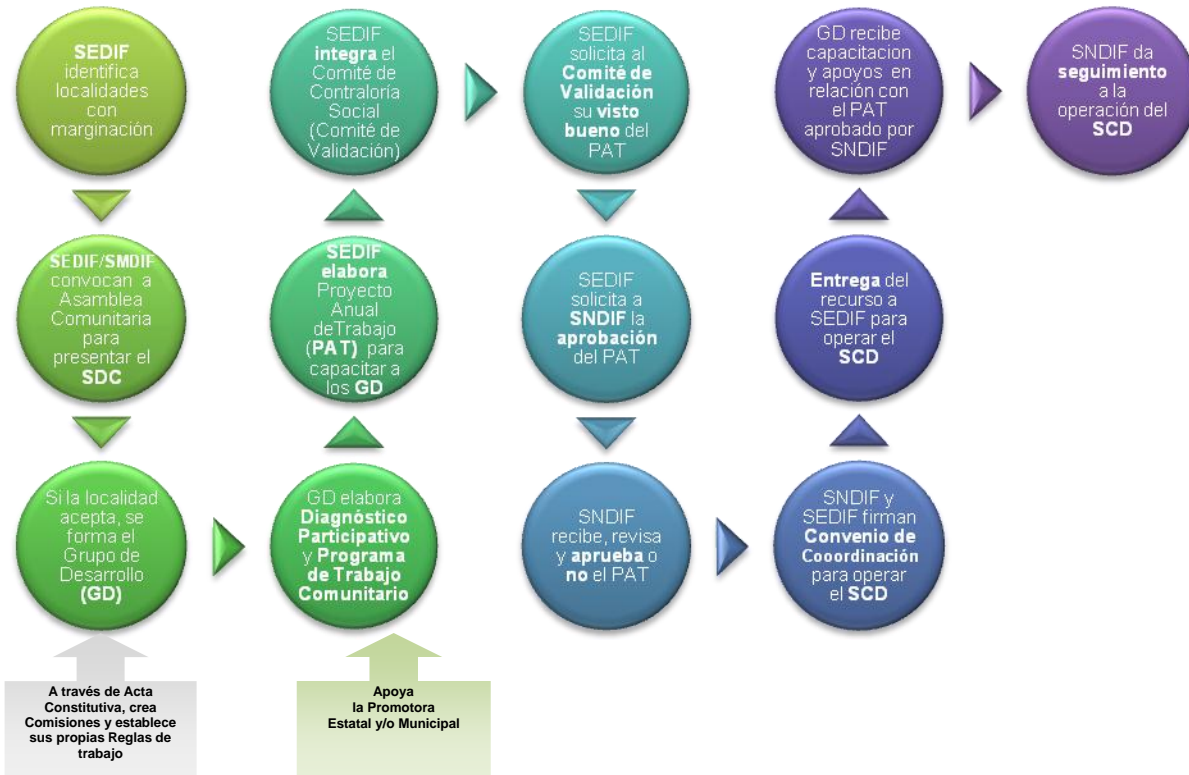 SEDIF
identifica
localidades
con
marginación
SEDIF/SMDIF
convocan a
Asamblea
Comunitaria
para
presentar el
SDC
Si la localidad
acepta, se
forma el
Grupo de
Desarrollo
(GD)
A través de Acta
Constitutiva, crea
Comisiones y establece
sus propias Reglas de
trabajo
GD elabora
Diagnóstico
Participativo
y Programa
de Trabajo
Comunitario
Apoya
la Promotora
Estatal y/o Municipal
SEDIF
elabora
Proyecto
Anual
deTrabajo
(PAT) para
capacitar a
los GD
SEDIF
integra el
Comité de
Contraloría
Social
(Comité de
Validación)
SEDIF
solicita al
Comité de
Validación
su visto
bueno del
PAT
SEDIF
solicita a
SNDIF la
aprobación
del PAT
SNDIF
recibe, revisa
y aprueba o
no el PAT
SNDIF y
SEDIF firman
Convenio de
Cooordinación
para operar
el SCD
Entrega del
recurso a
SEDIF para
operar el
SCD
GD recibe
capacitacion
y apoyos en
relación con
el PAT
aprobado por
SNDIF
SNDIF da
seguimiento
a la
operación del
SCD